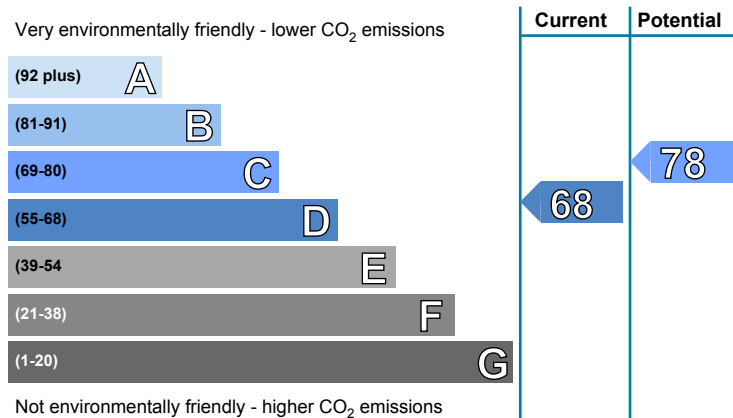 Very environmentally friendly - lower CO₂ emissions
Current
Potential
(92 plus) A
(81-91) B
(69-80) C
78
(55-68) D
68
(39-54 E
(21-38) F
(1-20) G
Not environmentally friendly - higher CO₂ emissions